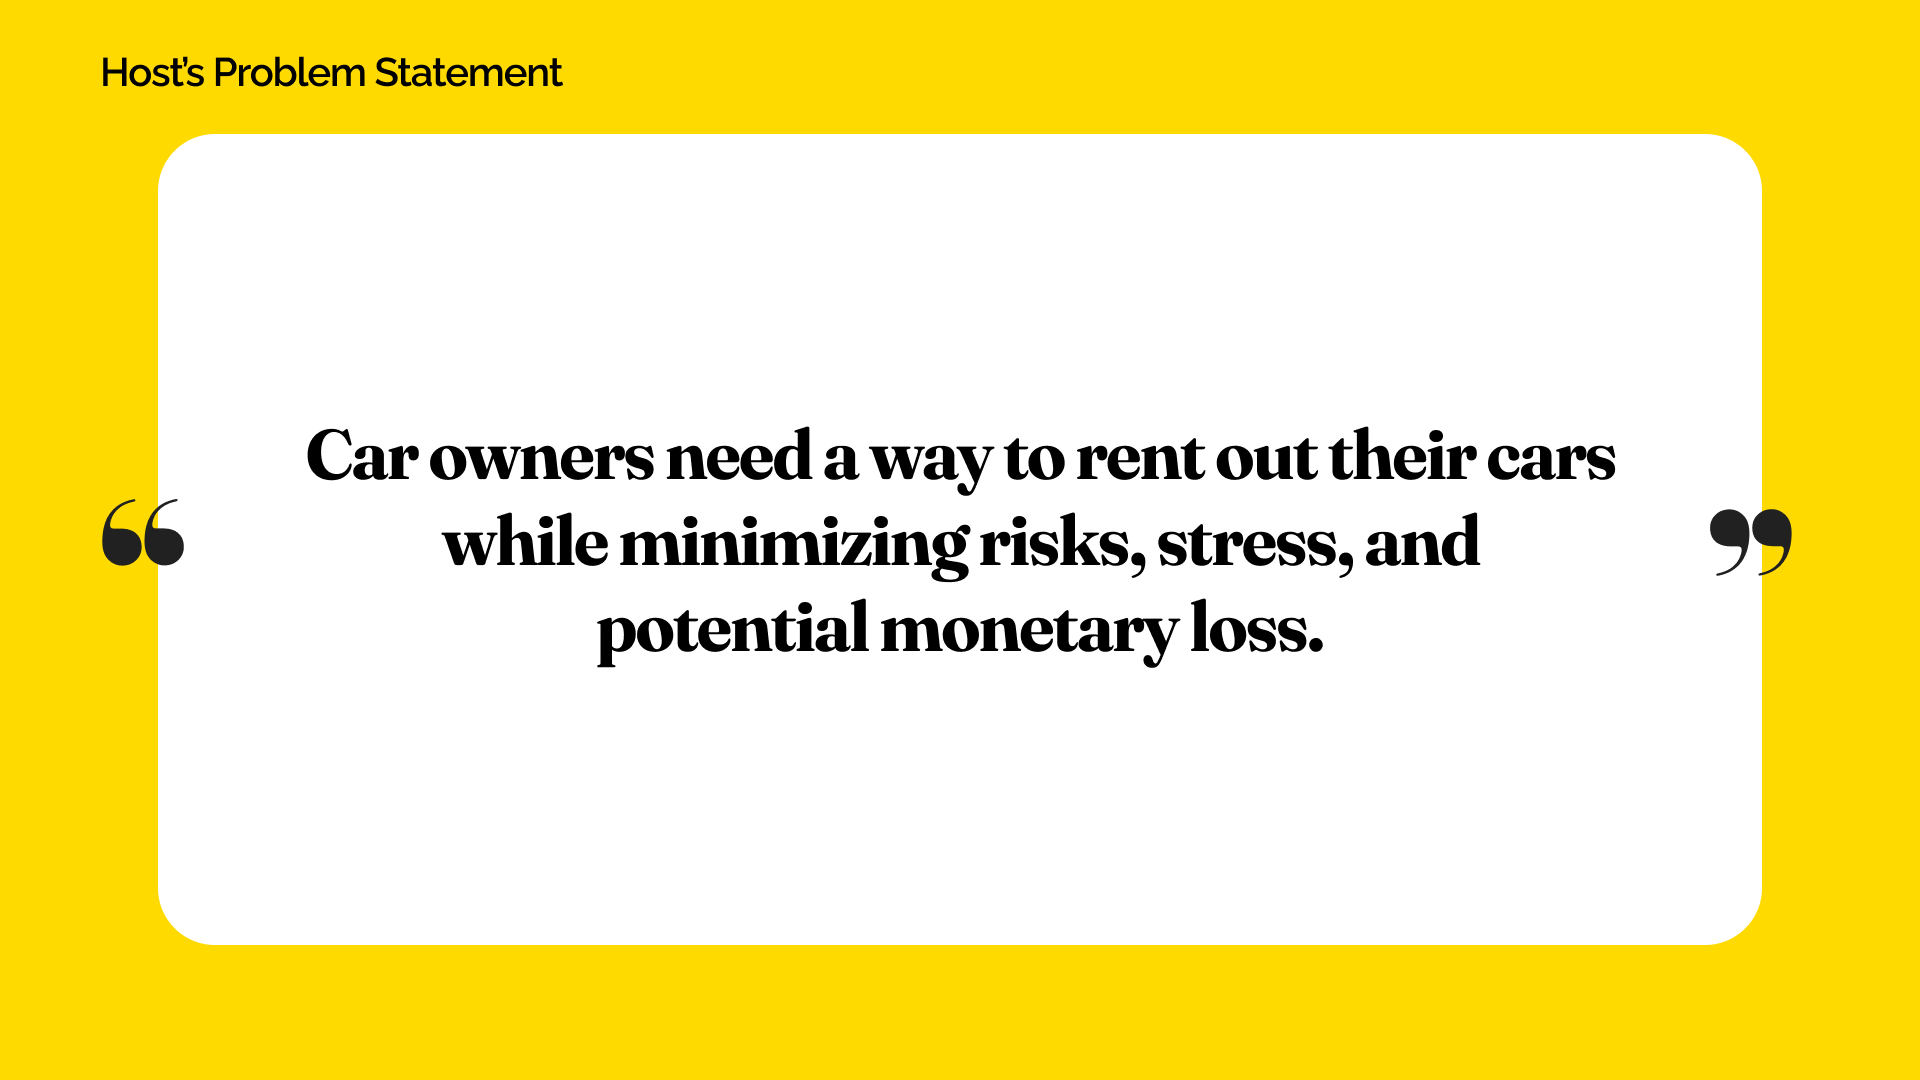 Host’s Problem Statement
“
Car owners need a way to rent out their cars
while minimizing risks, stress, and
potential monetary loss.
”